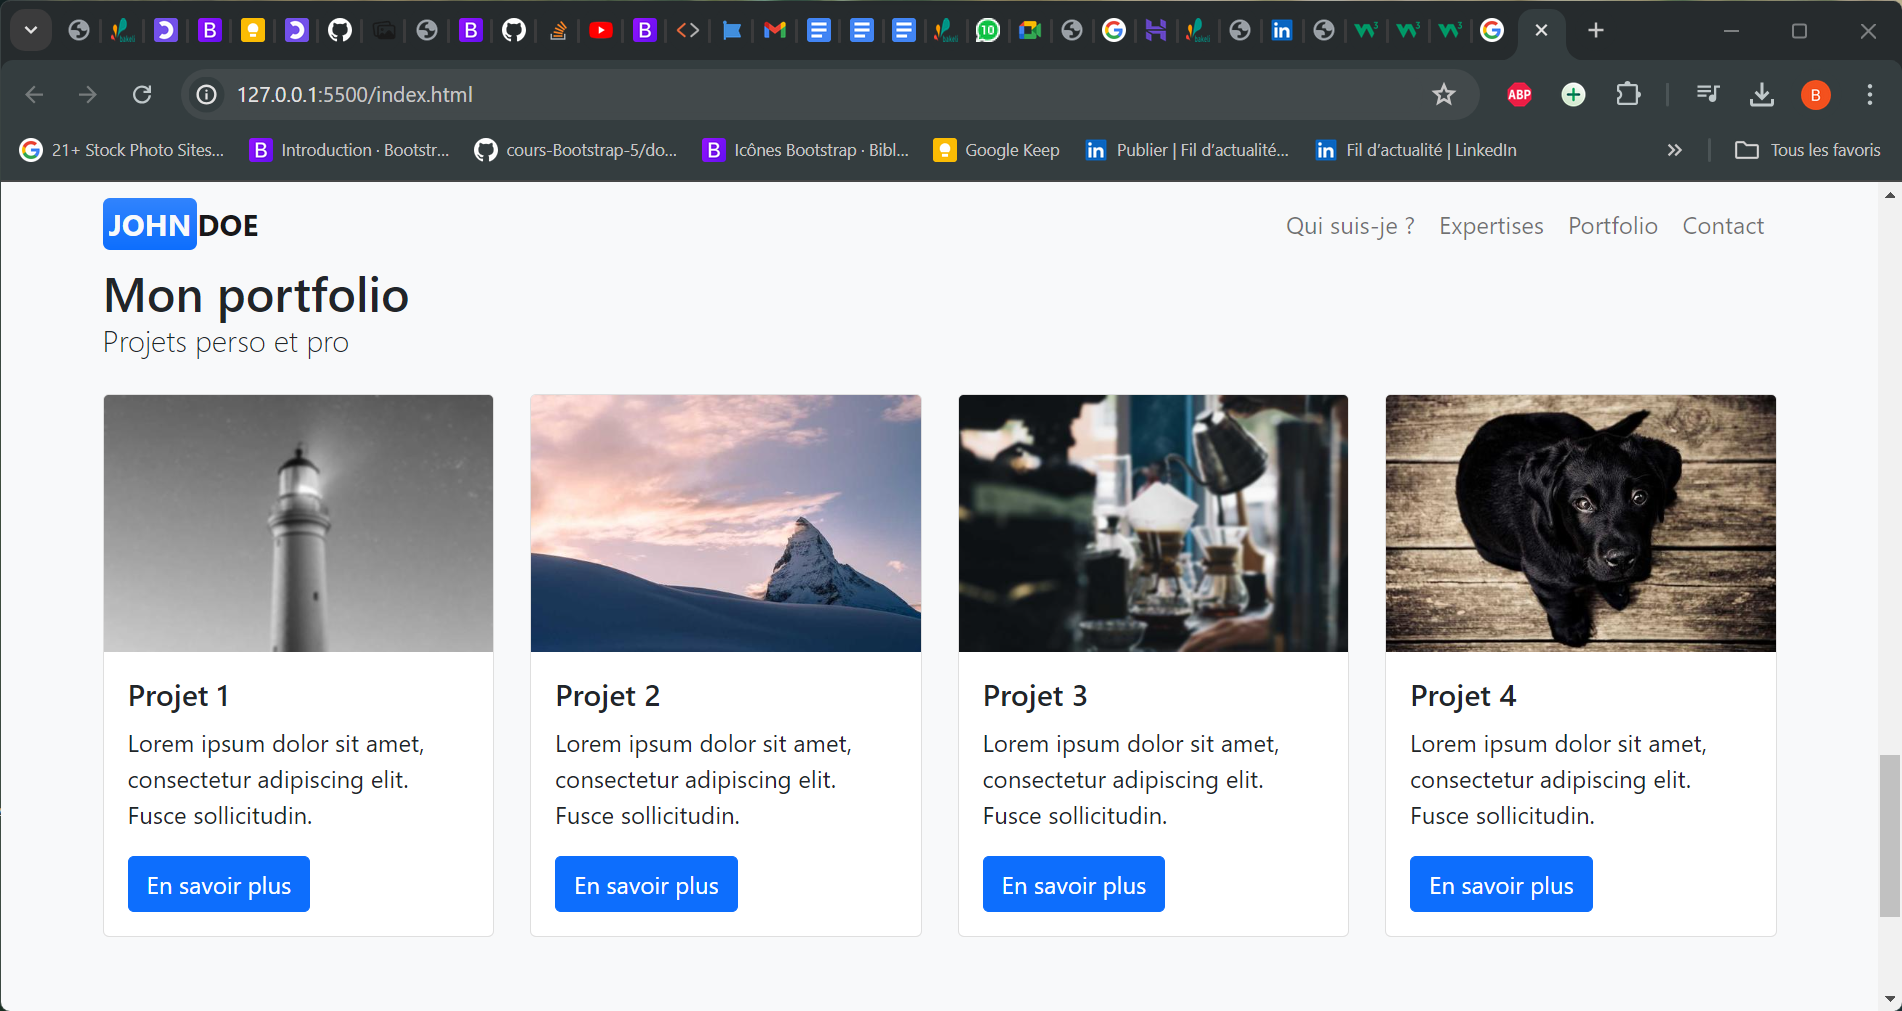 10
127.0.0.1:5500/index.html
ABP
B
21+ Stock Photo Sites...
B Introduction · Bootstr...
cours-Bootstrap-5/do...
B Icônes Bootstrap · Bibl...
Google Keep
in Publier | Fil d'actualité...
in Fil d'actualité | LinkedIn
Tous les favoris
JOHN DOE
Qui suis-je ?
Expertises
Portfolio
Contact
Mon portfolio
Projets perso et pro
Projet 1
Lorem ipsum dolor sit amet,
consectetur adipiscing elit.
Fusce sollicitudin.
En savoir plus
Projet 2
Lorem ipsum dolor sit amet,
consectetur adipiscing elit.
Fusce sollicitudin.
En savoir plus
Projet 3
Lorem ipsum dolor sit amet,
consectetur adipiscing elit.
Fusce sollicitudin.
En savoir plus
Projet 4
Lorem ipsum dolor sit amet,
consectetur adipiscing elit.
Fusce sollicitudin.
En savoir plus